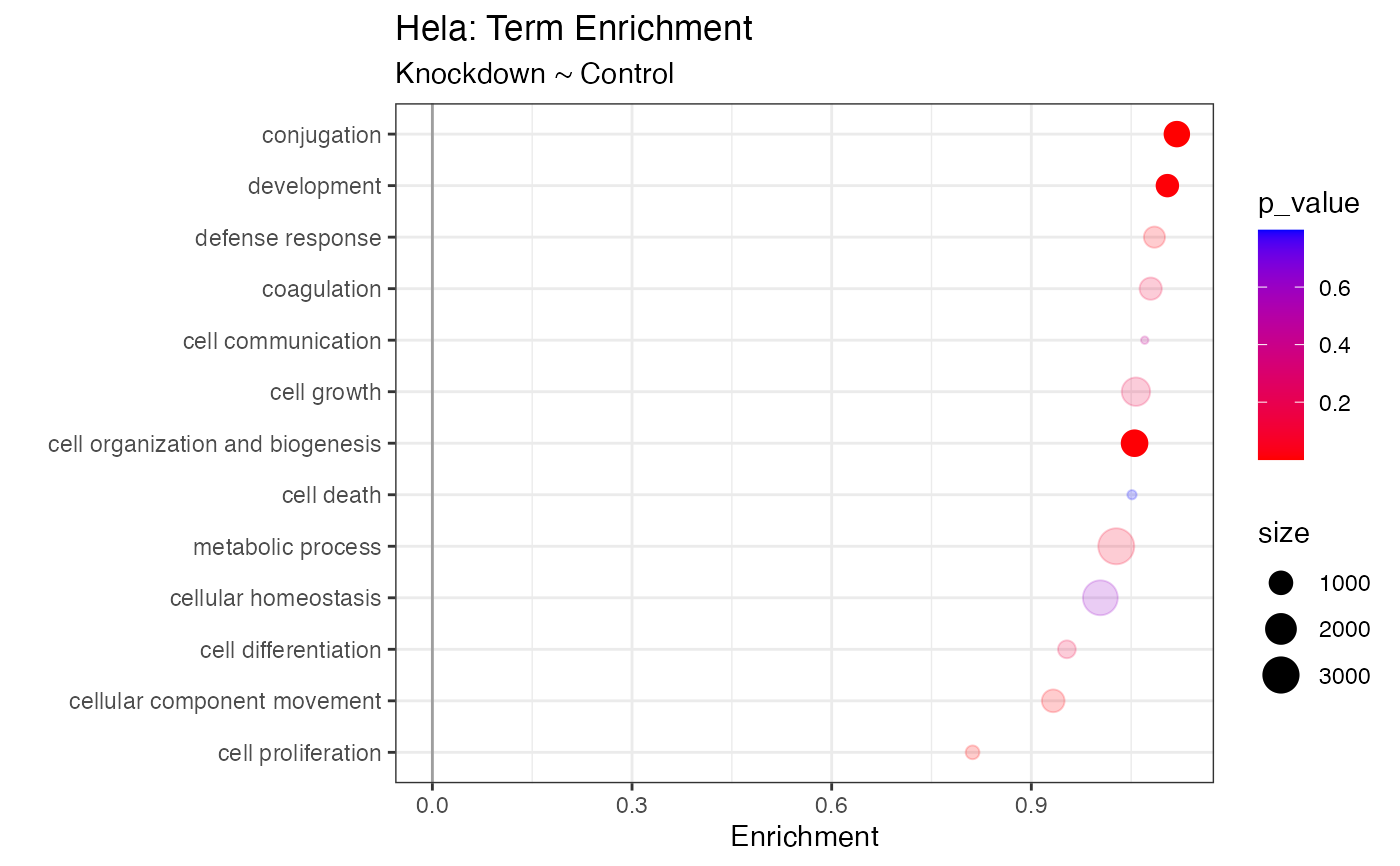 Hela: Term Enrichment
Knockdown ~ Control
conjugation
development
defense response
coagulation
cell communication
cell growth
cell organization and biogenesis
cell death
metabolic process
cellular homeostasis
cell differentiation
cellular component movement
cell proliferation
0.0 0.3 0.6 0.9
Enrichment
p_value
0.6
0.4
0.2
size
1000
2000
3000